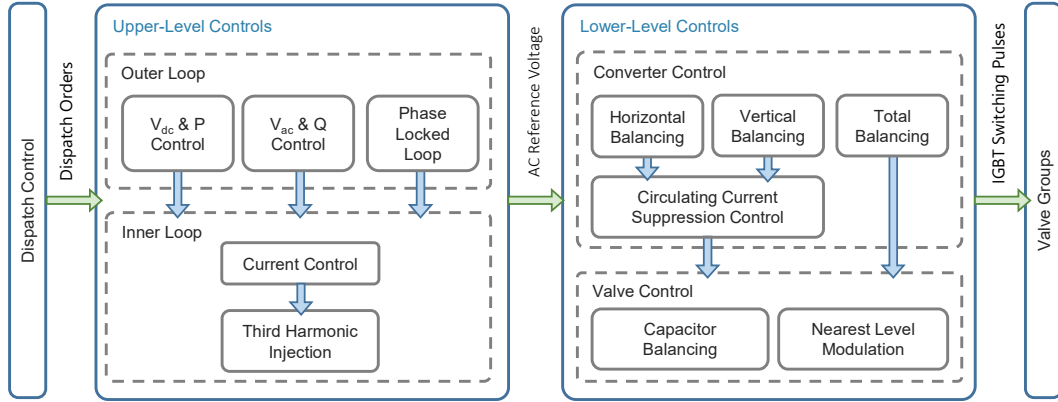 Dispatch Control
Dispatch Orders
Upper-Level Controls
Outer Loop
V_dc & P
Control
V_ac & Q
Control
Phase
Locked
Loop
Inner Loop
Current Control
Third Harmonic
Injection
AC Reference Voltage
Lower-Level Controls
Converter Control
Horizontal
Balancing
Vertical
Balancing
Total
Balancing
Circulating Current
Suppression Control
Valve Control
Capacitor
Balancing
Nearest Level
Modulation
IGBT Switching Pulses
Valve Groups